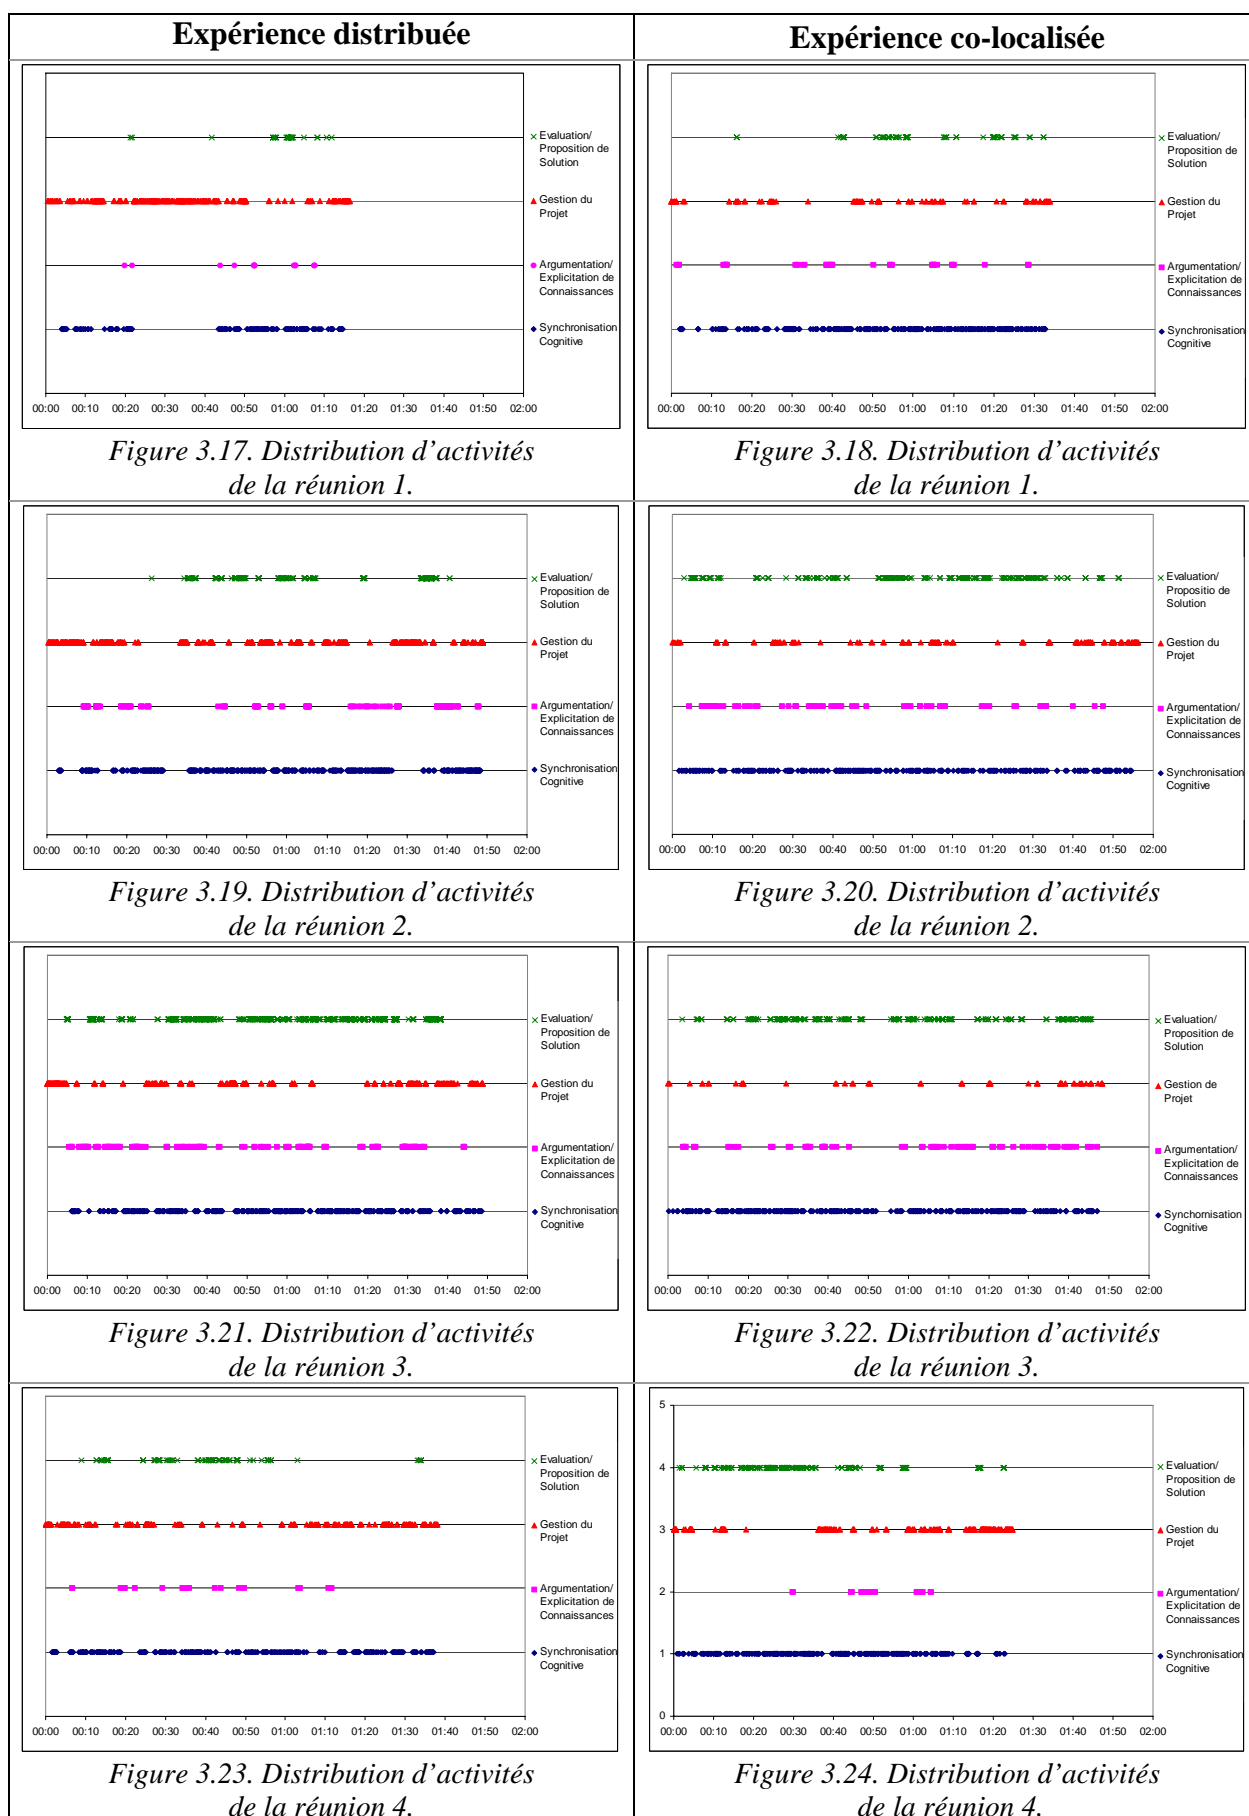 Expérience distribuée
Expérience co-localisée
Evaluation/
Proposition de
Solution
Gestion du
Projet
Argumentation/
Explicitation de
Connaissances
Synchronisation
Cognitive
00:00 00:10 00:20 00:30 00:40 00:50 01:00 01:10 01:20 01:30 01:40 01:50 02:00
Figure 3.17. Distribution d’activités
de la réunion 1.
Evaluation/
Proposition de
Solution
Gestion du
Projet
Argumentation/
Explicitation de
Connaissances
Synchronisation
Cognitive
00:00 00:10 00:20 00:30 00:40 00:50 01:00 01:10 01:20 01:30 01:40 01:50 02:00
Figure 3.18. Distribution d’activités
de la réunion 1.
Evaluation/
Proposition de
Solution
Gestion du
Projet
Argumentation/
Explicitation de
Connaissances
Synchronisation
Cognitive
00:00 00:10 00:20 00:30 00:40 00:50 01:00 01:10 01:20 01:30 01:40 01:50 02:00
Figure 3.19. Distribution d’activités
de la réunion 2.
Evaluation/
Propositio de
Solution
Gestion du
Projet
Argumentation/
Explicitation de
Connaissances
Synchronisation
Cognitive
00:00 00:10 00:20 00:30 00:40 00:50 01:00 01:10 01:20 01:30 01:40 01:50 02:00
Figure 3.20. Distribution d’activités
de la réunion 2.
Evaluation/
Proposition de
Solution
Gestion du
Projet
Argumentation/
Explicitation de
Connaissances
Synchronisation
Cognitive
00:00 00:10 00:20 00:30 00:40 00:50 01:00 01:10 01:20 01:30 01:40 01:50 02:00
Figure 3.21. Distribution d’activités
de la réunion 3.
Evaluation/
Proposition de
Solution
Gestion de
Projet
Argumentation/
Explicitation de
Connaissances
Synchornisation
Cognitive
00:00 00:10 00:20 00:30 00:40 00:50 01:00 01:10 01:20 01:30 01:40 01:50 02:00
Figure 3.22. Distribution d’activités
de la réunion 3.
Evaluation/
Proposition de
Solution
Gestion du
Projet
Argumentation/
Explicitation de
Connaissances
Synchronisation
Cognitive
00:00 00:10 00:20 00:30 00:40 00:50 01:00 01:10 01:20 01:30 01:40 01:50 02:00
Figure 3.23. Distribution d’activités
de la réunion 4.
5
4
3
2
1
0
Evaluation/
Proposition de
Solution
Gestion du
Projet
Argumentation/
Explicitation de
Connaissances
Synchronisation
Cognitive
00:00 00:10 00:20 00:30 00:40 00:50 01:00 01:10 01:20 01:30 01:40 01:50 02:00
Figure 3.24. Distribution d’activités
de la réunion 4.